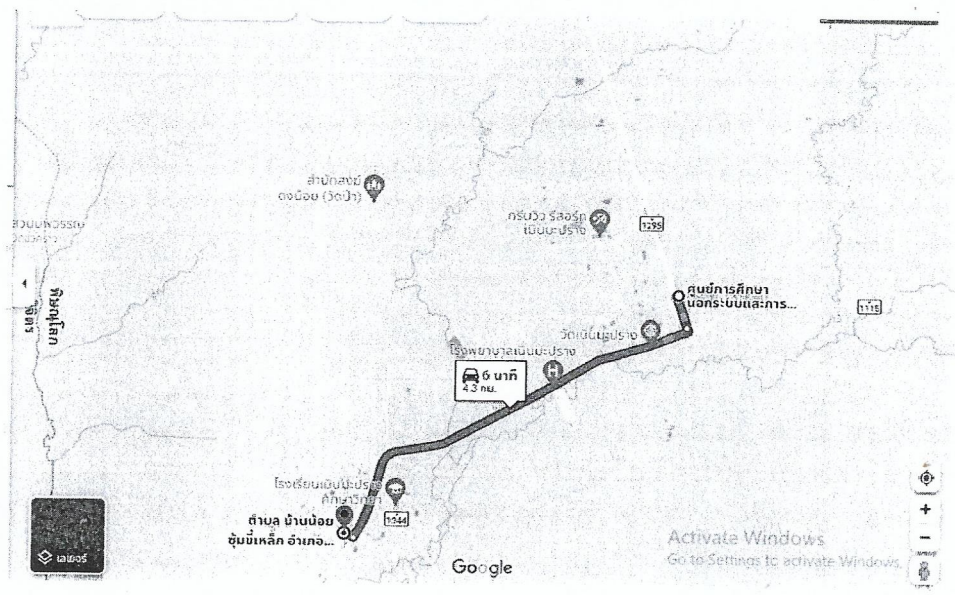 สำนักสงฆ์
ดงน้อย (วัดป่า)
กรีนวิว รีสอร์ท
เนินมะปราง
1295
ศูนย์การศึกษา
นอกระบบและการ...
1115
พิษณุโลก
พิจิตร
วัดเนินมะปราง
โรงพยาบาลเนินมะปราง
6 นาที
4.3 กม.
โรงเรียนเนินมะปราง
ศึกษาวิทยา
1344
ตำบล บ้านน้อย
ซุ้มขี้เหล็ก อำเภอ...
เลเยอร์
Google
Activate Windows
Go to Settings to activate Windows.